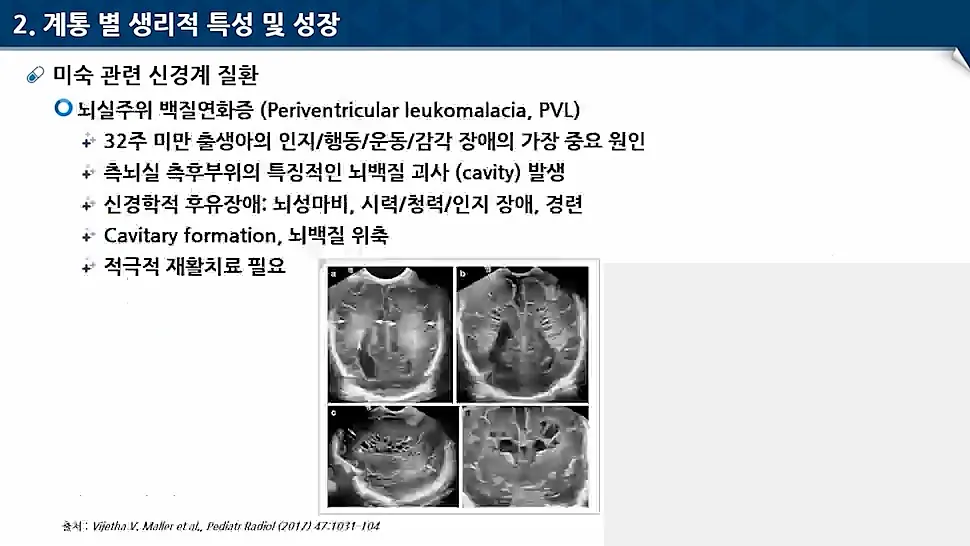 2. 계통 별 생리적 특성 및 성장
미숙 관련 신경계 질환
뇌실주위 백질연화증 (Periventricular leukomalacia, PVL)
32주 미만 출생아의 인지/행동/운동/감각 장애의 가장 중요 원인
측뇌실 측후부위의 특징적인 뇌백질 괴사 (cavity) 발생
신경학적 후유장애: 뇌성마비, 시력/청력/인지 장애, 경련
Cavitary formation, 뇌백질 위축
적극적 재활치료 필요
a
b
c
출처 : Vijetha V. Maller et al., Pediatr Radiol (2017) 47:1031-104